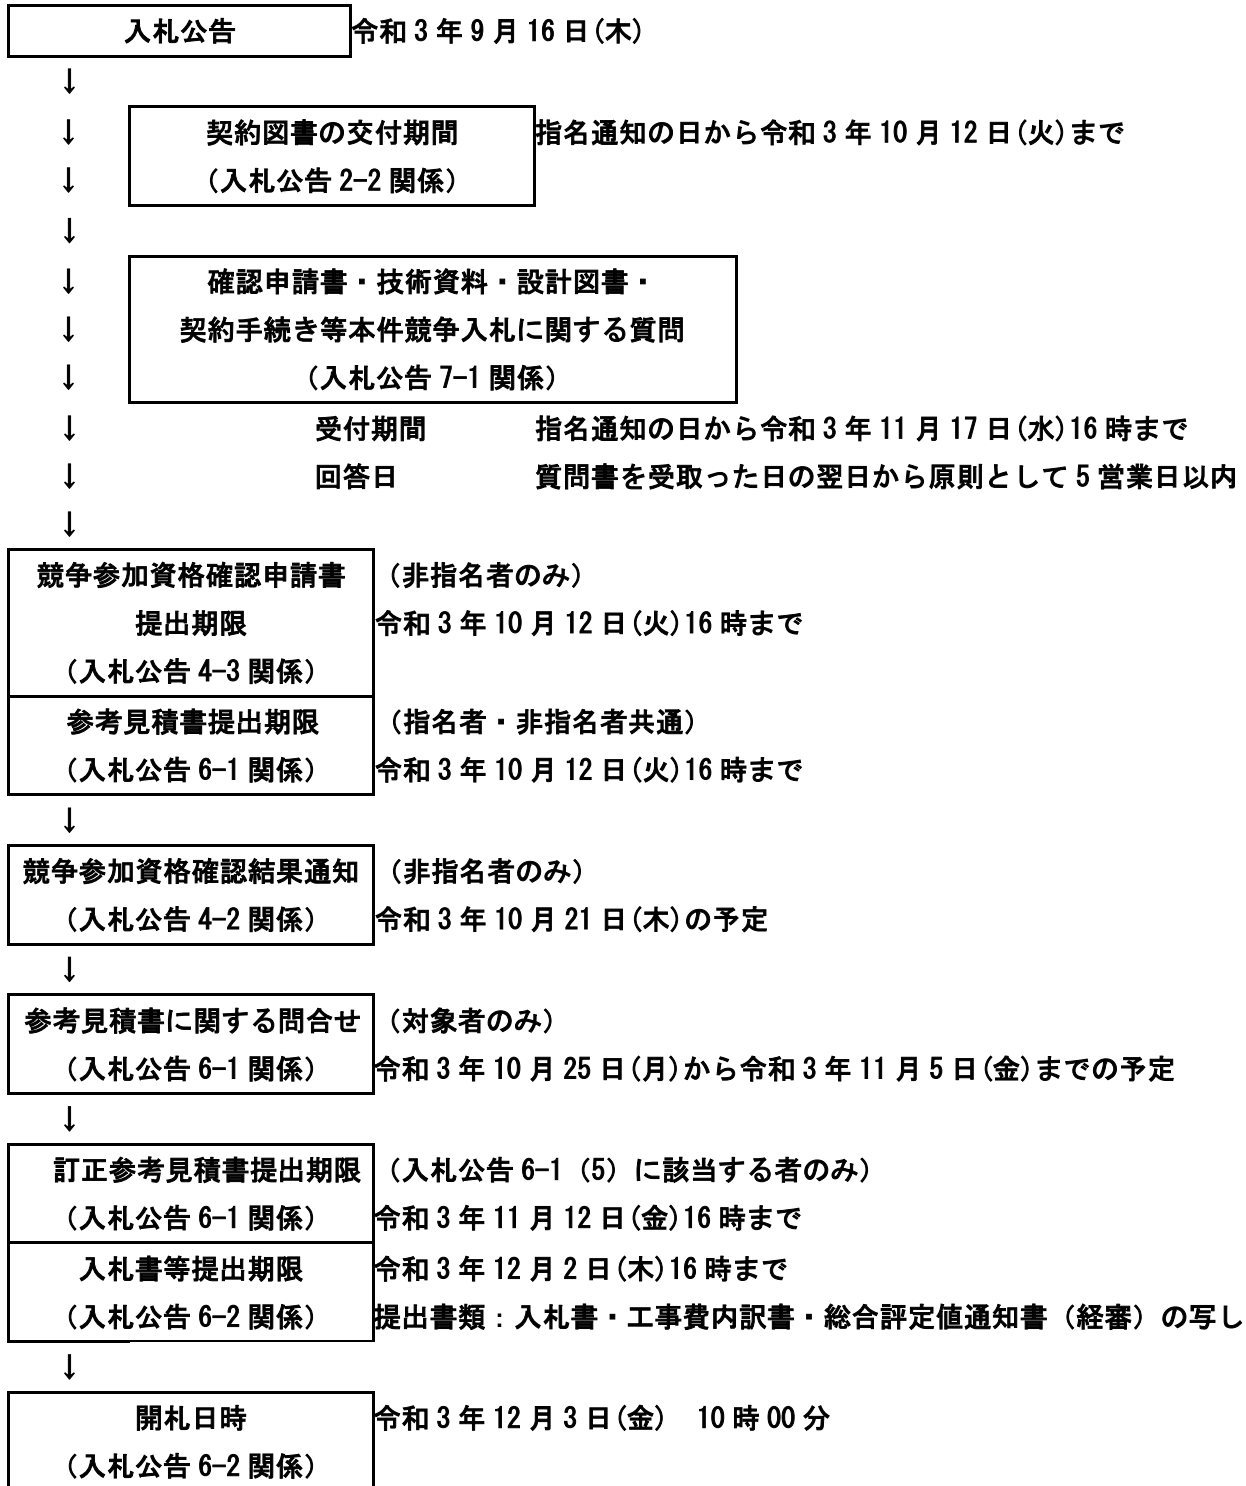 入札公告 令和3年9月16日(木)
↓
↓ 契約図書の交付期間 指名通知の日から令和3年10月12日(火)まで
↓ (入札公告2-2関係)
↓
↓ 確認申請書・技術資料・設計図書・
↓ 契約手続き等本件競争入札に関する質問
↓ (入札公告7-1関係)
↓ 受付期間 指名通知の日から令和3年11月17日(水)16時まで
↓ 回答日 質問書を受取った日の翌日から原則として5営業日以内
↓
競争参加資格確認申請書 (非指名者のみ)
提出期限 令和3年10月12日(火)16時まで
(入札公告4-3関係)
参考見積書提出期限 (指名者・非指名者共通)
(入札公告6-1関係) 令和3年10月12日(火)16時まで
↓
競争参加資格確認結果通知 (非指名者のみ)
(入札公告4-2関係) 令和3年10月21日(木)の予定
↓
参考見積書に関する問合せ (対象者のみ)
(入札公告6-1関係) 令和3年10月25日(月)から令和3年11月5日(金)までの予定
↓
訂正参考見積書提出期限 (入札公告6-1(5)に該当する者のみ)
(入札公告6-1関係) 令和3年11月12日(金)16時まで
入札書等提出期限 令和3年12月2日(木)16時まで
(入札公告6-2関係) 提出書類:入札書・工事費内訳書・総合評定値通知書(経審)の写し
↓
開札日時 令和3年12月3日(金) 10時00分
(入札公告6-2関係)